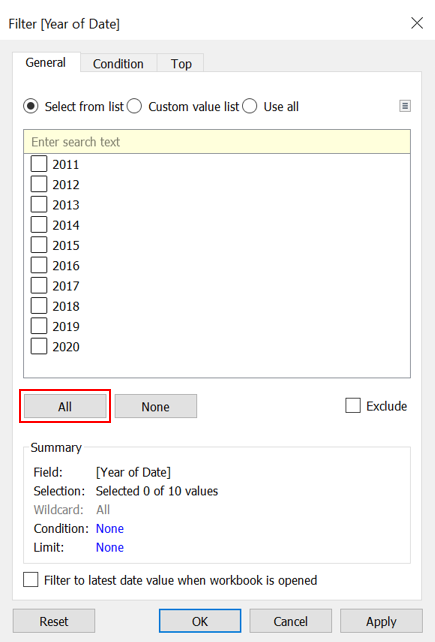 Filter [Year of Date]
General Condition Top
Select from list Custom value list Use all
Enter search text
2011
2012
2013
2014
2015
2016
2017
2018
2019
2020
All None Exclude
Summary
Field: [Year of Date]
Selection: Selected 0 of 10 values
Wildcard: All
Condition: None
Limit: None
Filter to latest date value when workbook is opened
Reset OK Cancel Apply